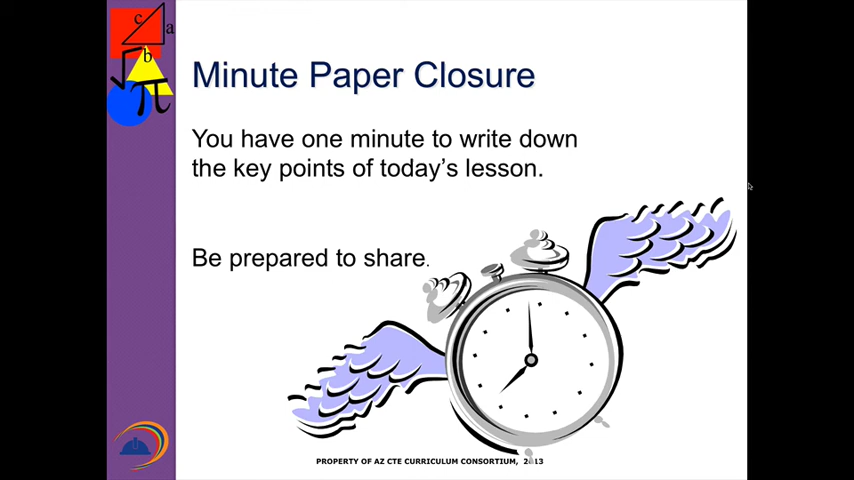 c
a
b
π
Minute Paper Closure
You have one minute to write down
the key points of today's lesson.
Be prepared to share.
PROPERTY OF AZ CTE CURRICULUM CONSORTIUM, 2013